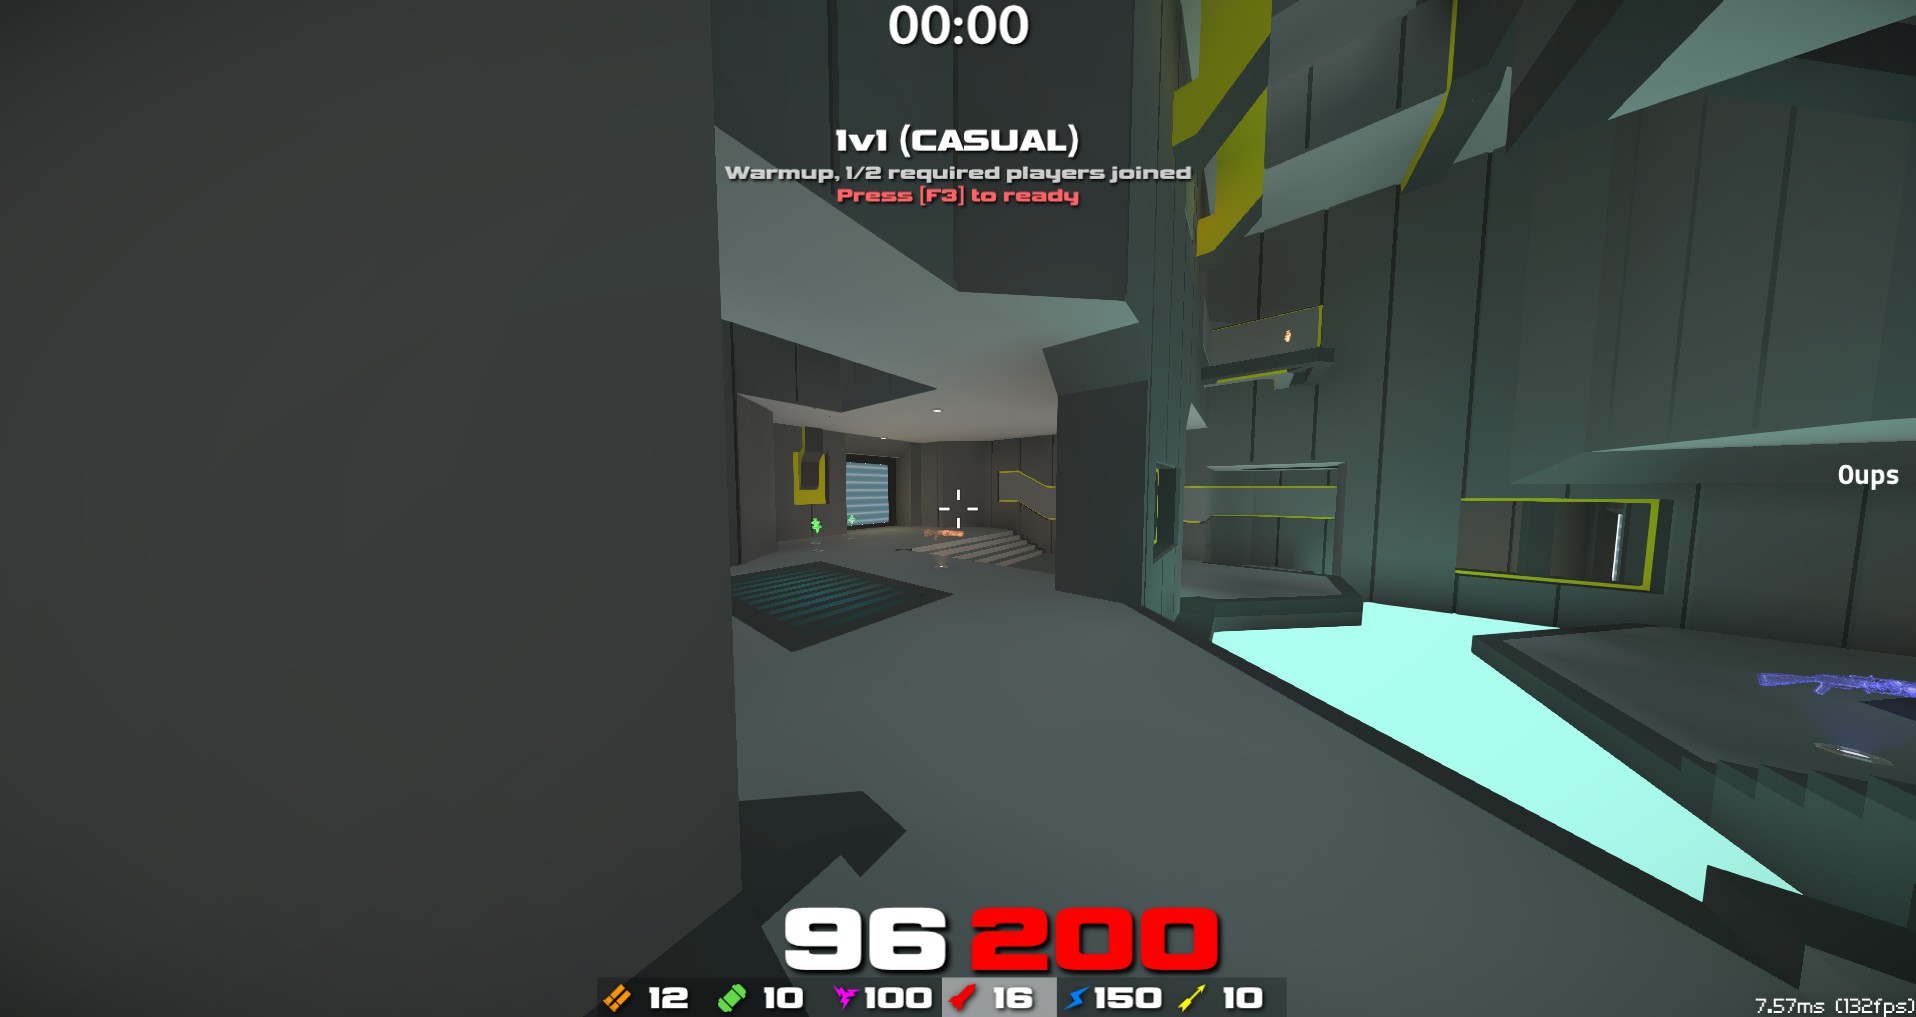 00:00
1v1 (CASUAL)
Warmup, 1/2 required players joined
Press [F3] to ready
Oups
96 200
12 10 100 16 150 10
7.57ms (132fps)